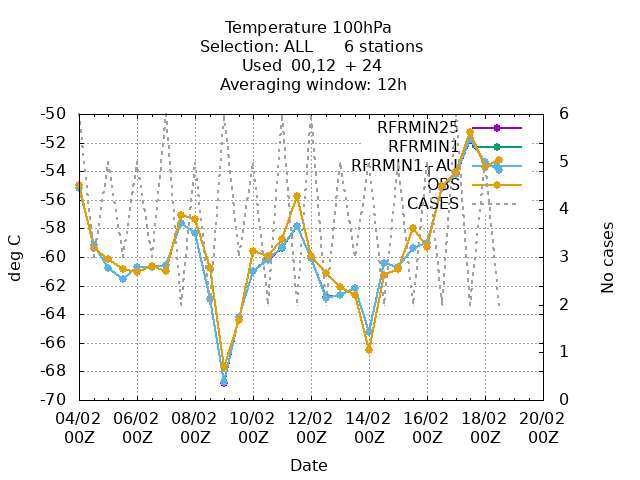 Temperature 100hPa
Selection: ALL 6 stations
Used 00,12 + 24
Averaging window: 12h
-50
-52
-54
-56
-58
-60
-62
-64
-66
-68
-70
deg C
6
5
4
3
2
1
0
No cases
RFRMIN25
RFRMIN1
RFRMIN1+AU
OBS
CASES
04/02 06/02 08/02 10/02 12/02 14/02 16/02 18/02 20/02
00Z 00Z 00Z 00Z 00Z 00Z 00Z 00Z 00Z
Date